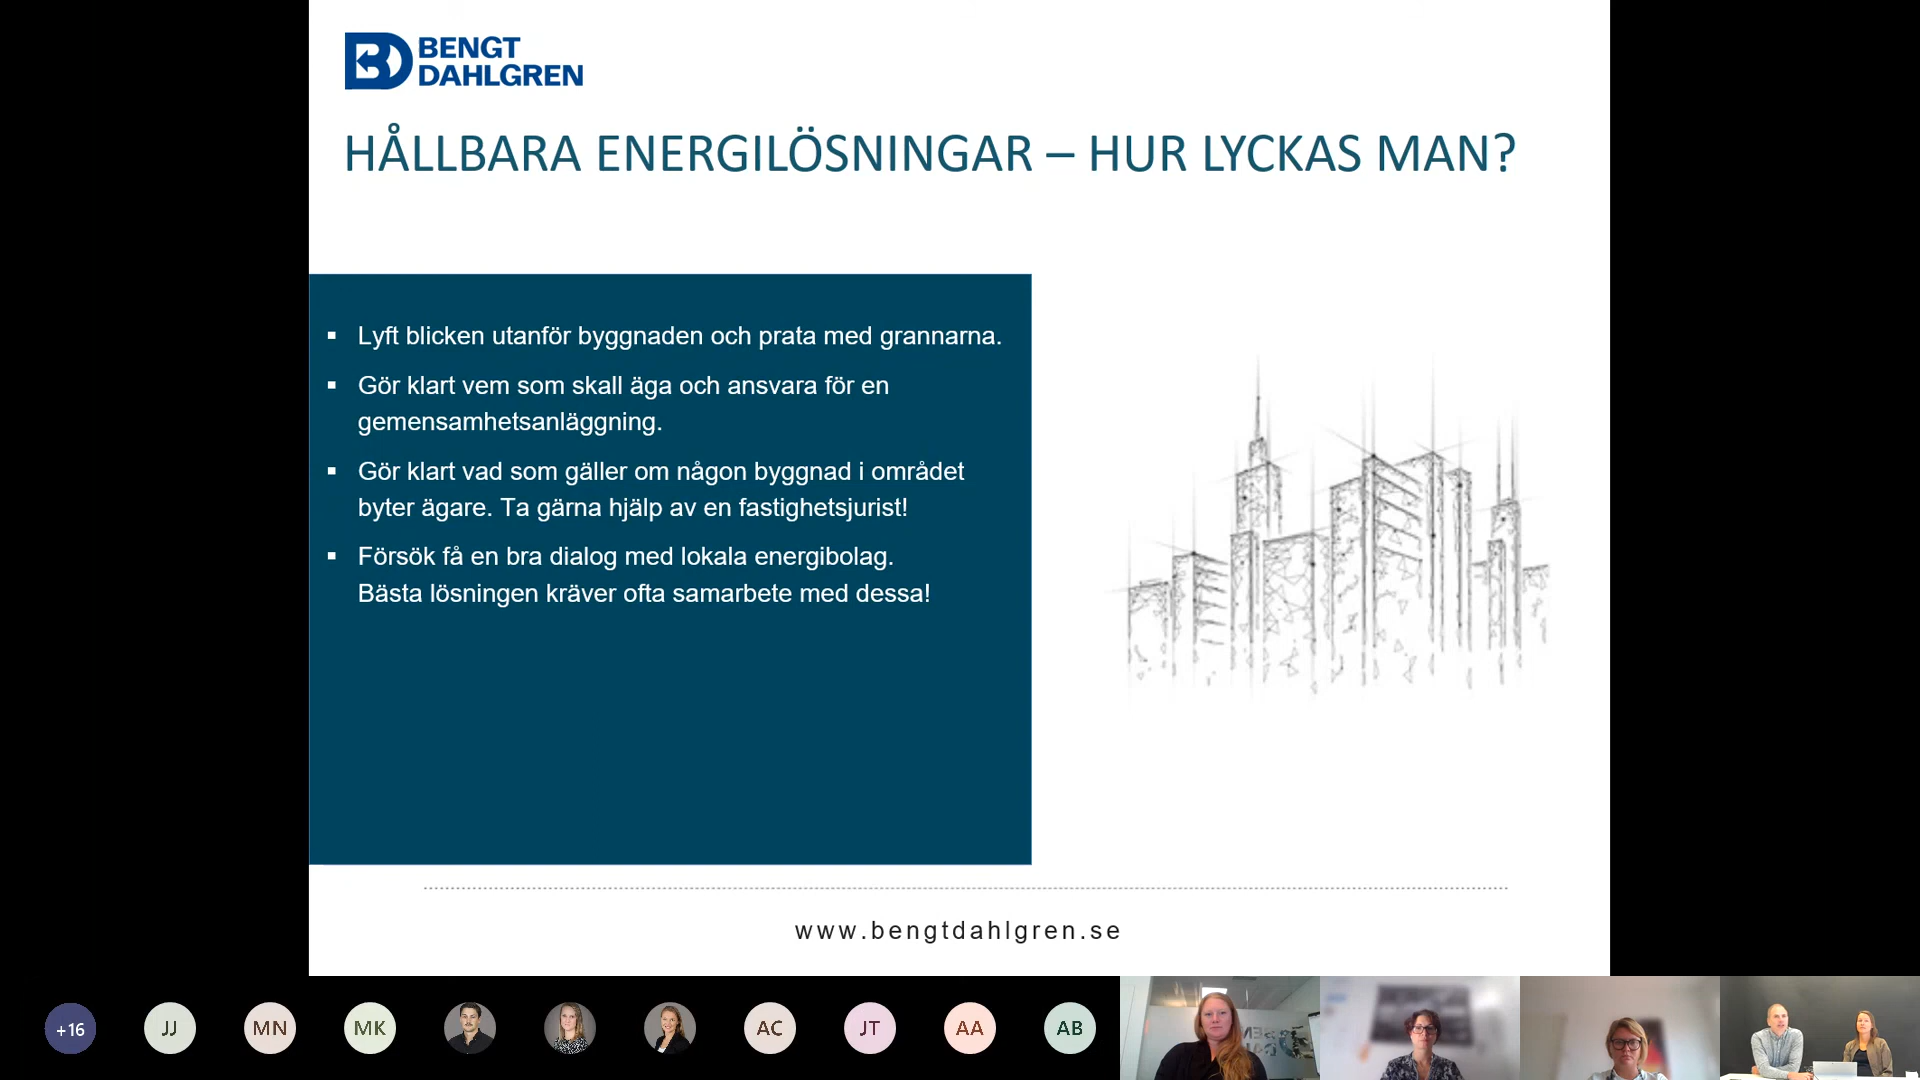 BENGT
DAHLGREN
HÅLLBARA ENERGILÖSNINGAR – HUR LYCKAS MAN?
▪ Lyft blicken utanför byggnaden och prata med grannarna.
▪ Gör klart vem som skall äga och ansvara för en
gemensamhetsanläggning.
▪ Gör klart vad som gäller om någon byggnad i området
byter ägare. Ta gärna hjälp av en fastighetsjurist!
▪ Försök få en bra dialog med lokala energibolag.
Bästa lösningen kräver ofta samarbete med dessa!
www.bengtdahlgren.se
+16
JJ
MN
MK
AC
JT
AA
AB